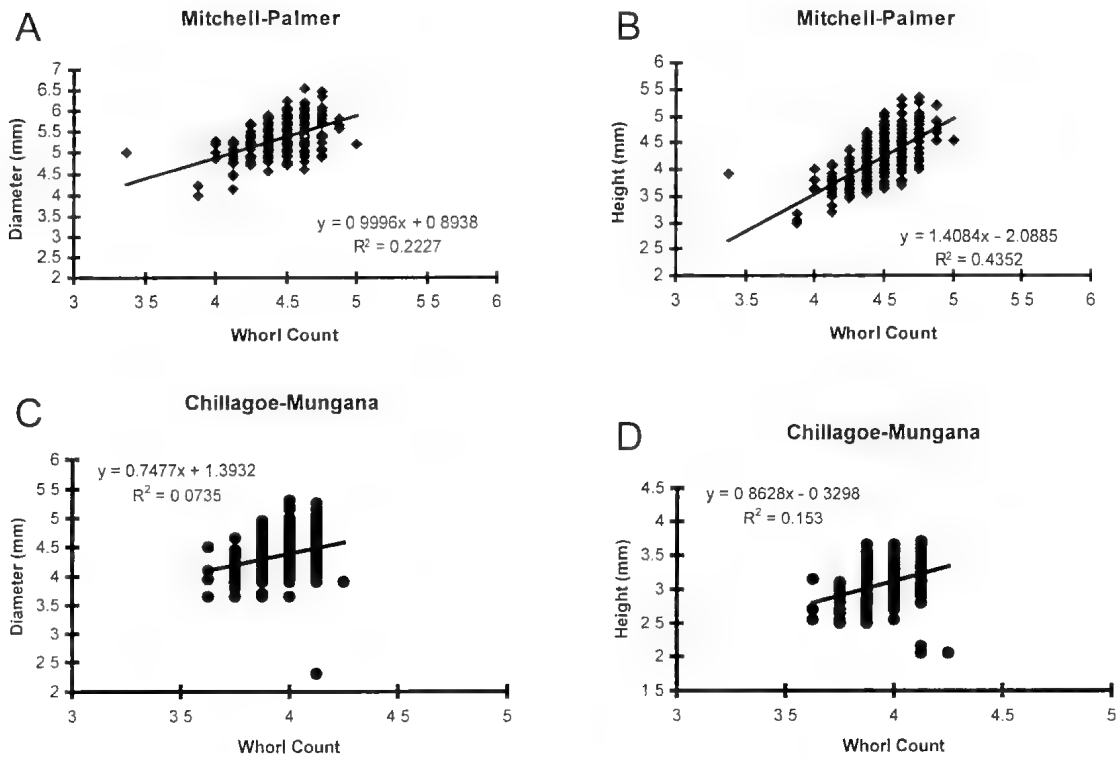 A
Mitchell-Palmer
7
6.5
6
5.5
5
4.5
4
3.5
3
2.5
2
Diameter (mm)
y = 0 9996x + 0 8938
R² = 0.2227
3
3 5
4
4.5
5
5 5
6
Whorl Count
B
Mitchell-Palmer
6
5.5
5
4.5
4
3.5
3
2.5
2
Height (mm)
y = 1.4084x - 2.0885
R² = 0.4352
3
3 5
4
4 5
5
5 5
6
Whorl Count
C
Chillagoe-Mungana
6
5 5
5
4.5
4
3.5
3
2 5
2
Diameter (mm)
y = 0.7477x + 1.3932
R² = 0 0735
3
3 5
4
4 5
5
Whorl Count
D
Chillagoe-Mungana
4.5
4
3.5
3
2.5
2
1 5
Height (mm)
y = 0 8628x - 0 3298
R² = 0.153
3
3 5
4
4.5
5
Whorl Count